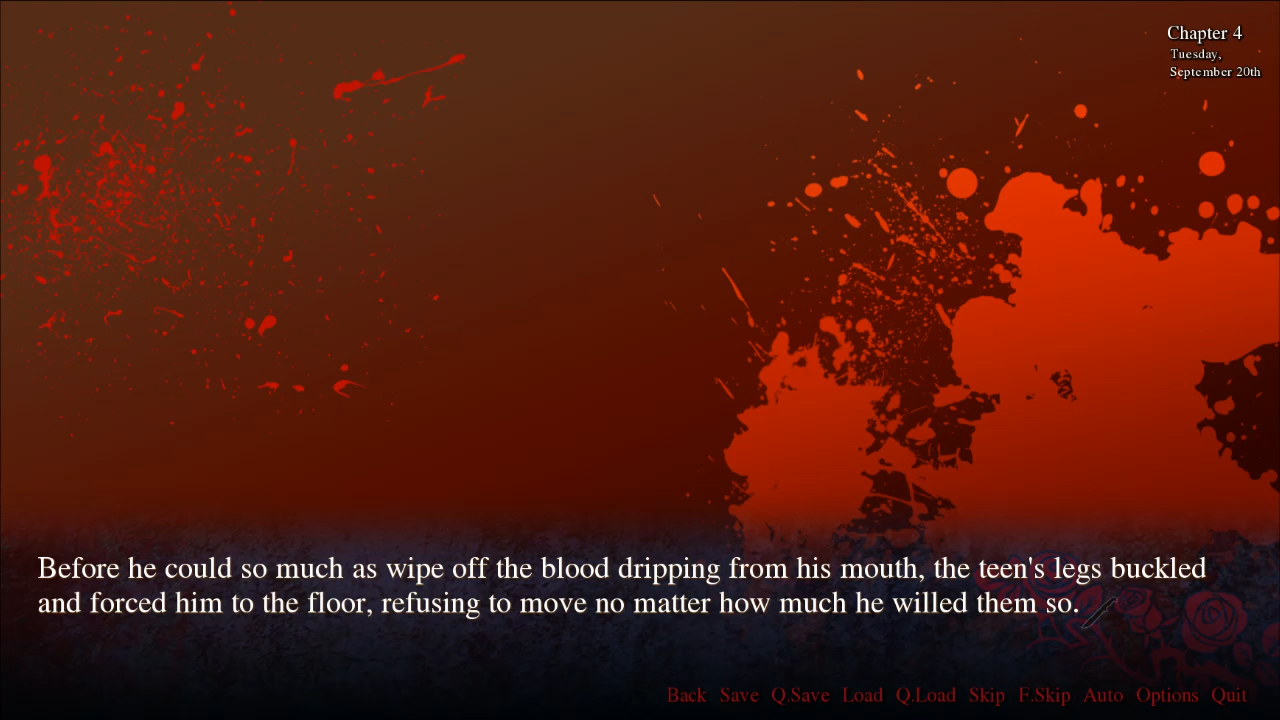 Chapter 4
Tuesday,
September 20th
Before he could so much as wipe off the blood dripping from his mouth, the teen's legs buckled
and forced him to the floor, refusing to move no matter how much he willed them so.
Back Save Q.Save Load Q.Load Skip F.Skip Auto Options Quit